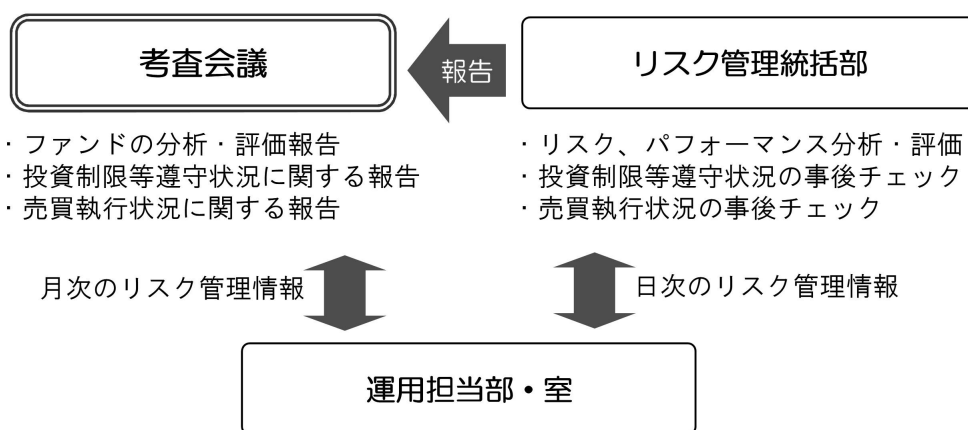 考査会議
報告
リスク管理統括部
・ファンドの分析・評価報告
・投資制限等遵守状況に関する報告
・売買執行状況に関する報告
・リスク、パフォーマンス分析・評価
・投資制限等遵守状況の事後チェック
・売買執行状況の事後チェック
月次のリスク管理情報
日次のリスク管理情報
運用担当部・室